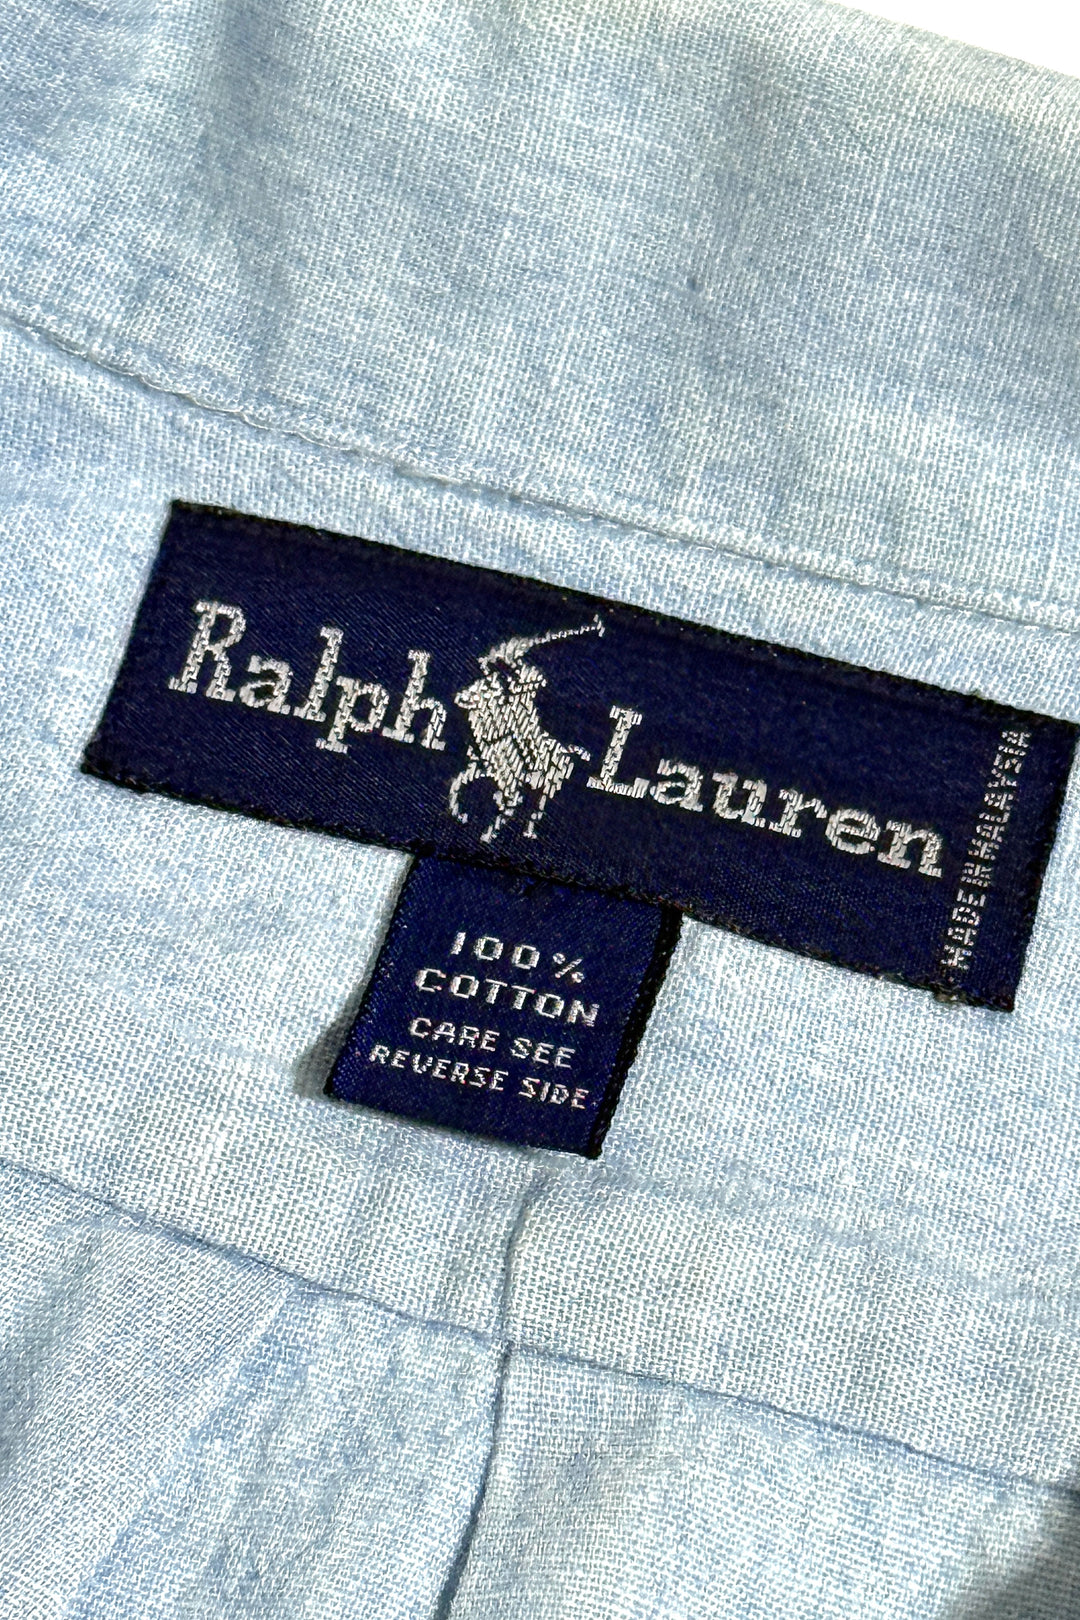 Ralph Lauren
MADE IN MALAYSIA
100%
COTTON
CARE SEE
REVERSE SIDE